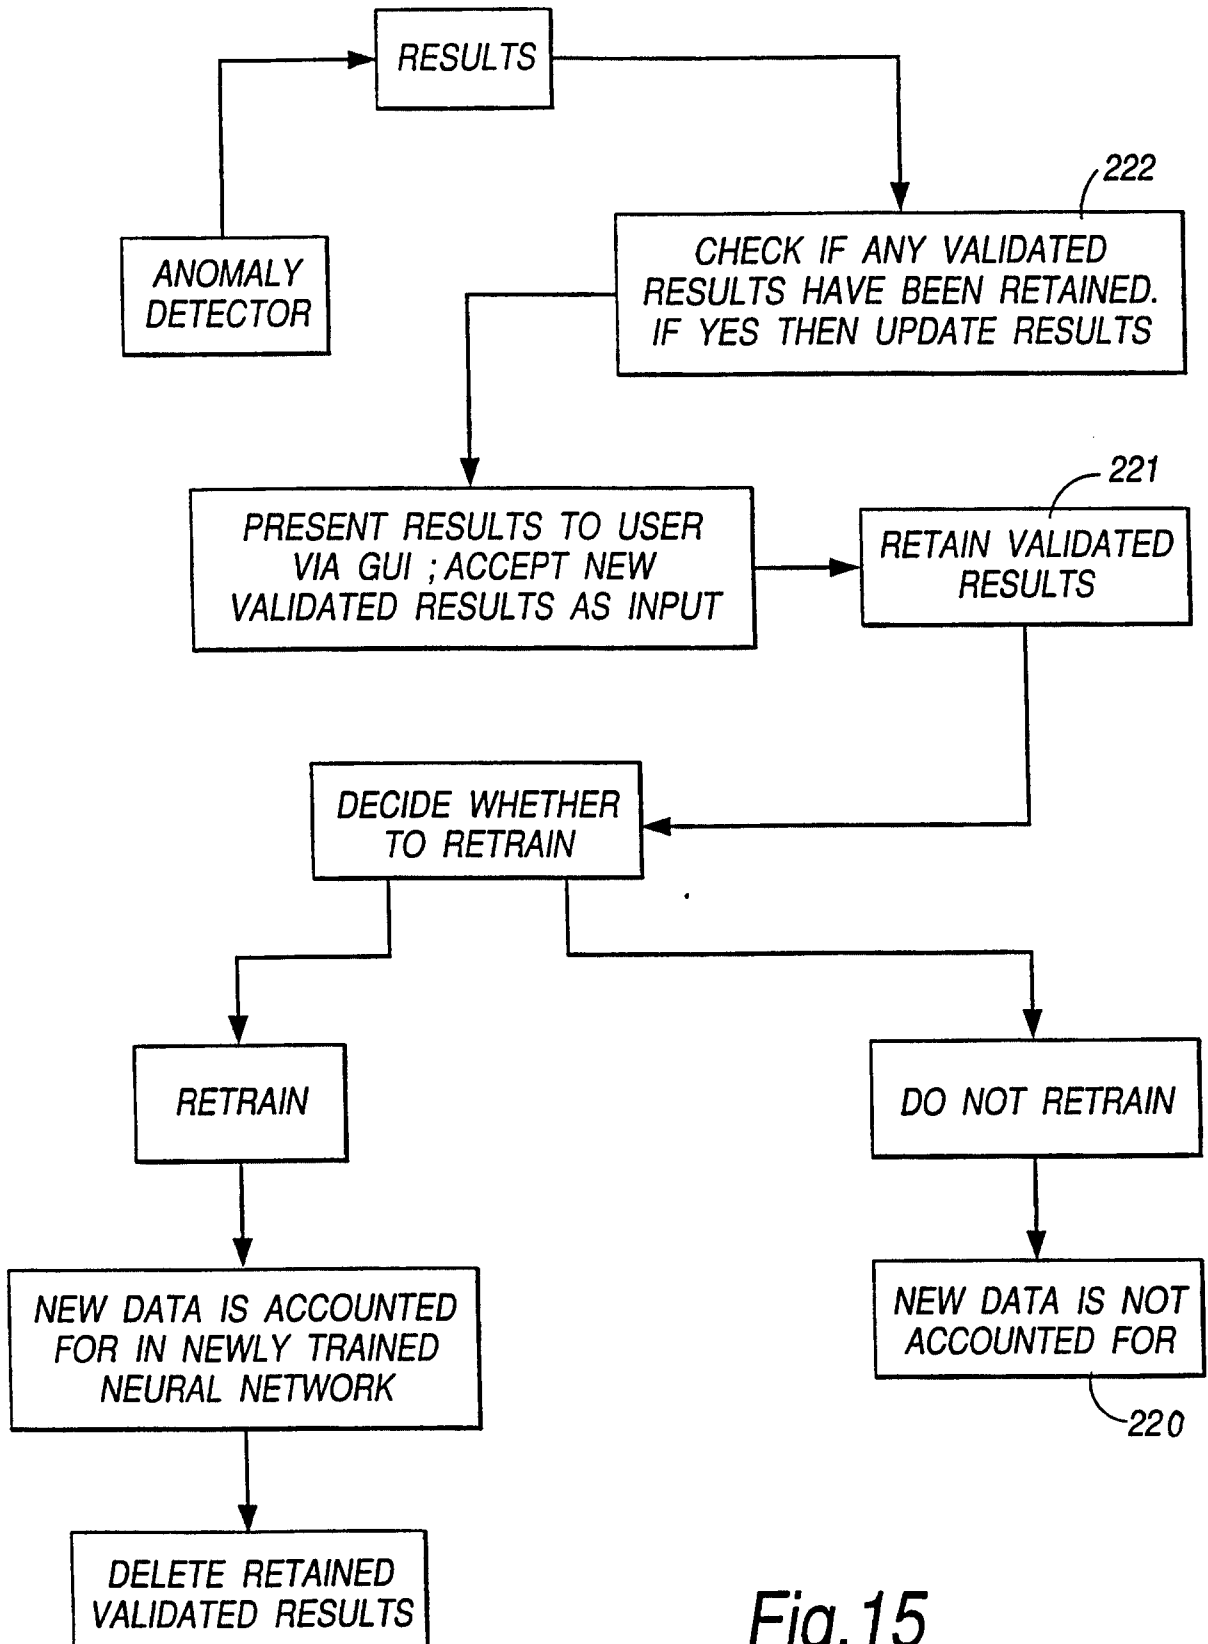 RESULTS
ANOMALY
DETECTOR
222
CHECK IF ANY VALIDATED
RESULTS HAVE BEEN RETAINED.
IF YES THEN UPDATE RESULTS
PRESENT RESULTS TO USER
VIA GUI ; ACCEPT NEW
VALIDATED RESULTS AS INPUT
221
RETAIN VALIDATED
RESULTS
DECIDE WHETHER
TO RETRAIN
RETRAIN
DO NOT RETRAIN
NEW DATA IS ACCOUNTED
FOR IN NEWLY TRAINED
NEURAL NETWORK
NEW DATA IS NOT
ACCOUNTED FOR
220
DELETE RETAINED
VALIDATED RESULTS
Fig.15